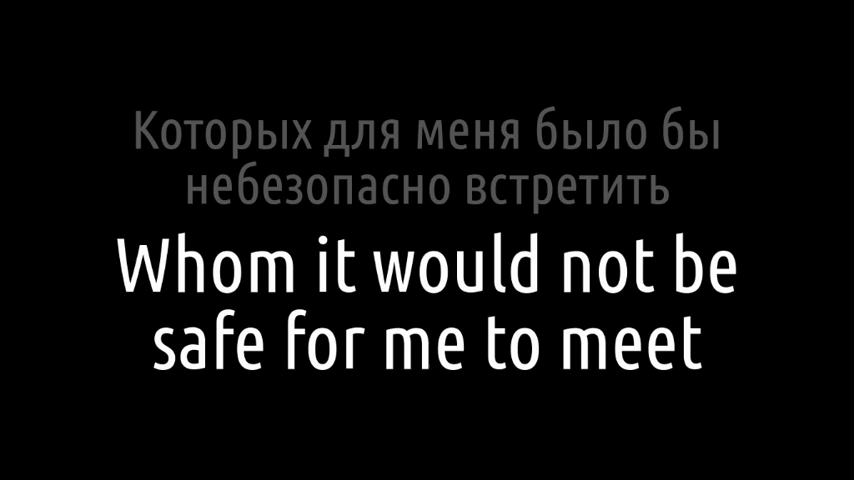 Которых для меня было бы
небезопасно встретить
Whom it would not be
safe for me to meet